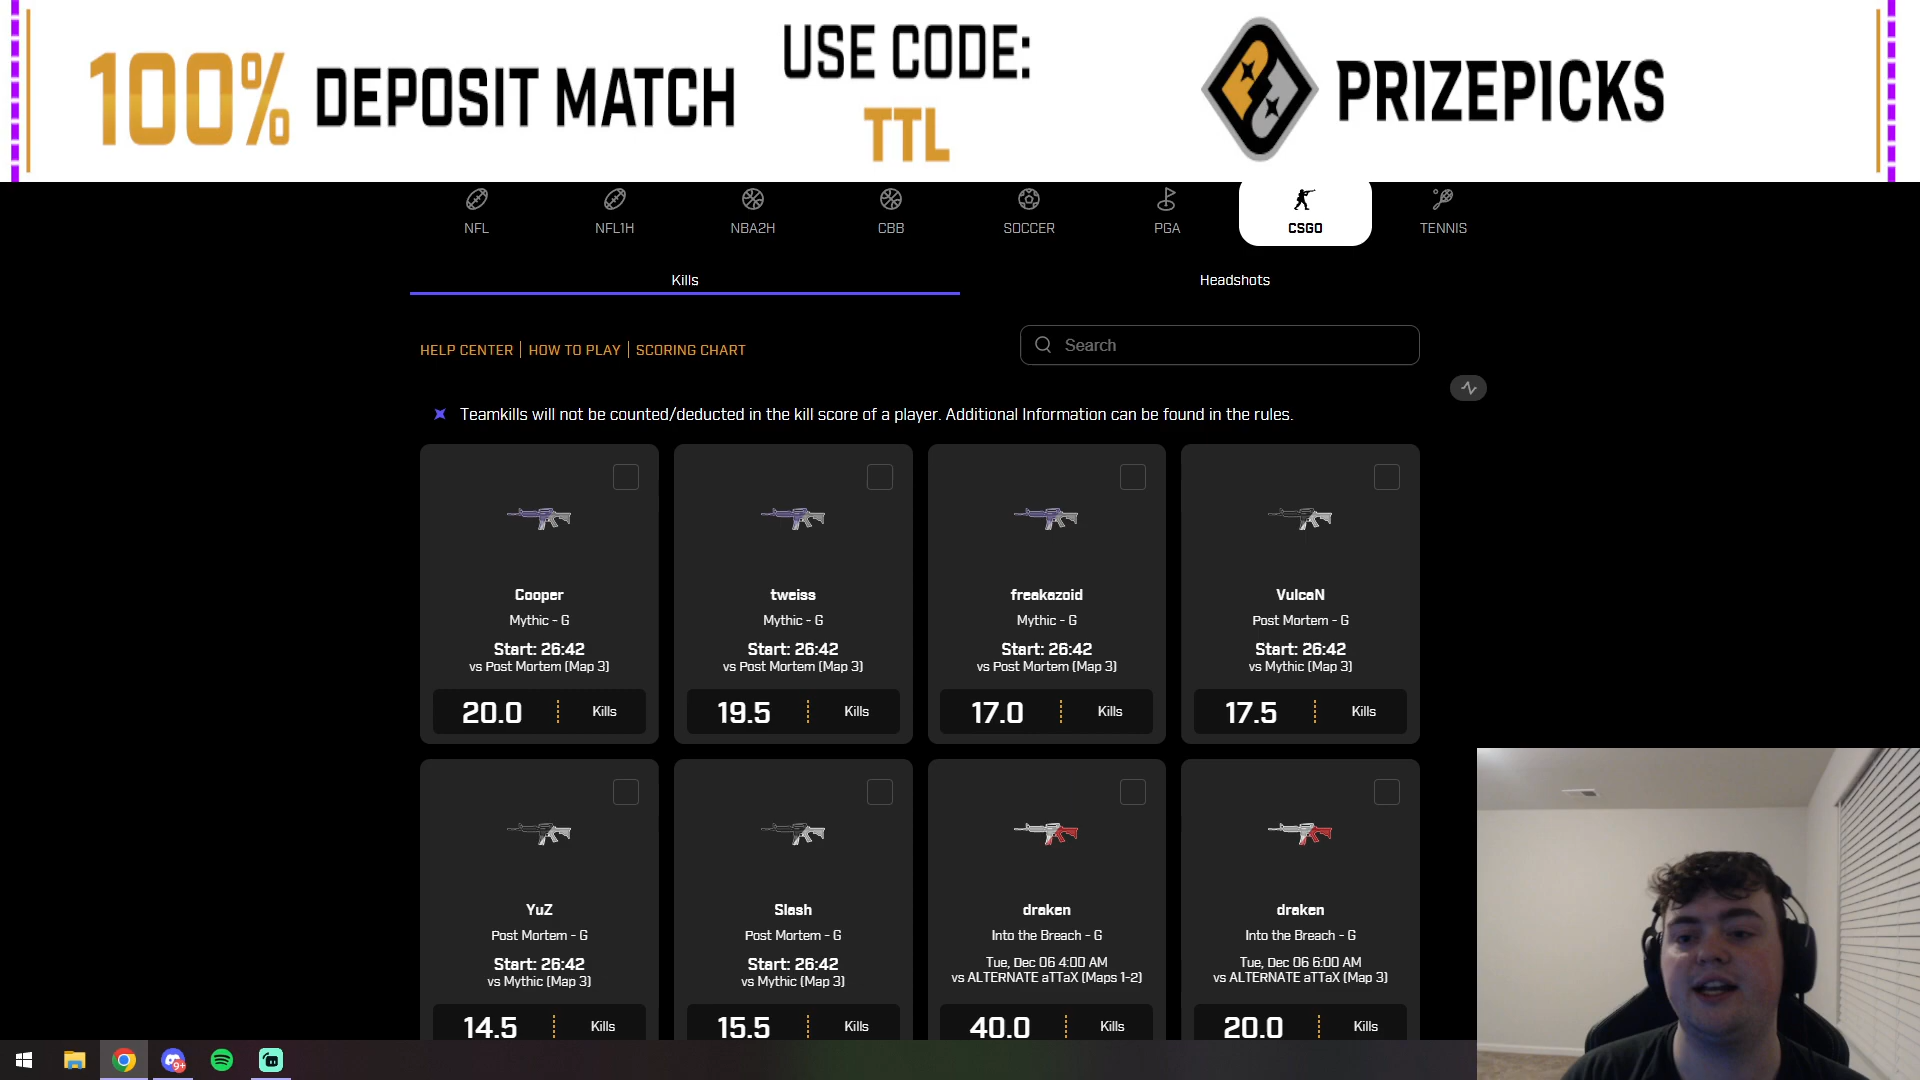 100% DEPOSIT MATCH
USE CODE:
TTL
PRIZEPICKS
NFL
NFL1H
NBA2H
CBB
SOCCER
PGA
CSGO
TENNIS
Kills
Headshots
HELP CENTER | HOW TO PLAY | SCORING CHART
Search
Teamkills will not be counted/deducted in the kill score of a player. Additional Information can be found in the rules.
Cooper
Mythic - G
Start: 26:42
vs Post Mortem (Map 3)
20.0 Kills
tweiss
Mythic - G
Start: 26:42
vs Post Mortem (Map 3)
19.5 Kills
freakazoid
Mythic - G
Start: 26:42
vs Post Mortem (Map 3)
17.0 Kills
VulcaN
Post Mortem - G
Start: 26:42
vs Mythic (Map 3)
17.5 Kills
YuZ
Post Mortem - G
Start: 26:42
vs Mythic (Map 3)
14.5 Kills
Slash
Post Mortem - G
Start: 26:42
vs Mythic (Map 3)
15.5 Kills
draken
Into the Breach - G
Tue, Dec 06 4:00 AM
vs ALTERNATE aTTaX (Maps 1-2)
40.0 Kills
draken
Into the Breach - G
Tue, Dec 06 6:00 AM
vs ALTERNATE aTTaX (Map 3)
20.0 Kills
9+